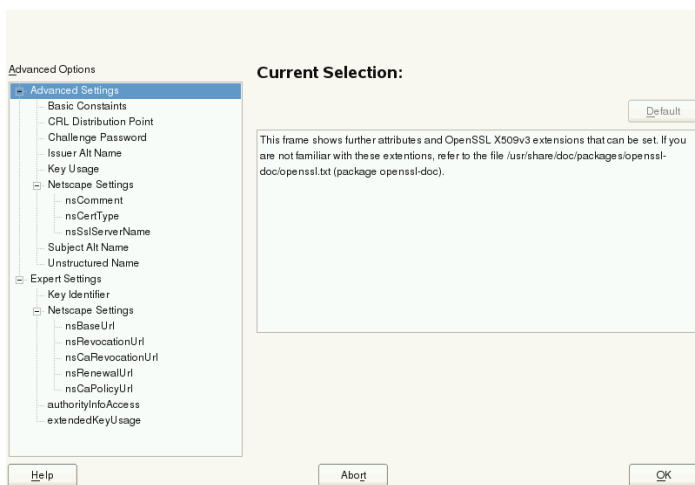 Advanced Options
Advanced Settings
Basic Constaints
CRL Distribution Point
Challenge Password
Issuer Alt Name
Key Usage
Netscape Settings
nsComment
nsCertType
nsSslServerName
Subject Alt Name
Unstructured Name
Expert Settings
Key Identifier
Netscape Settings
nsBaseUrl
nsRevocationUrl
nsCaRevocationUrl
nsRenewalUrl
nsCaPolicyUrl
authorityInfoAccess
extendedKeyUsage
Current Selection:
Default
This frame shows further attributes and OpenSSL X509v3 extensions that can be set. If you
are not familiar with these extentions, refer to the file /usr/share/doc/packages/openssl-
doc/openssl.txt (package openssl-doc).
Help
Abort
OK